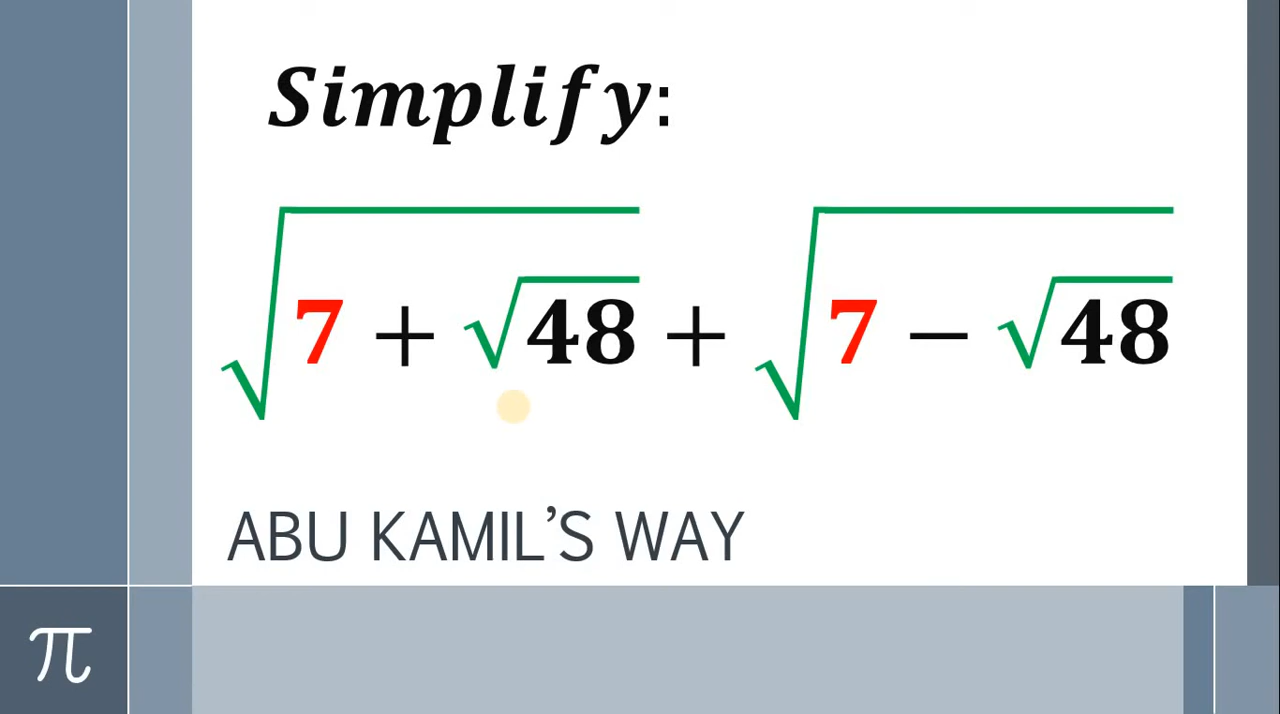 Simplify:
√(7 + √48) + √(7 − √48)
ABU KAMIL’S WAY
π